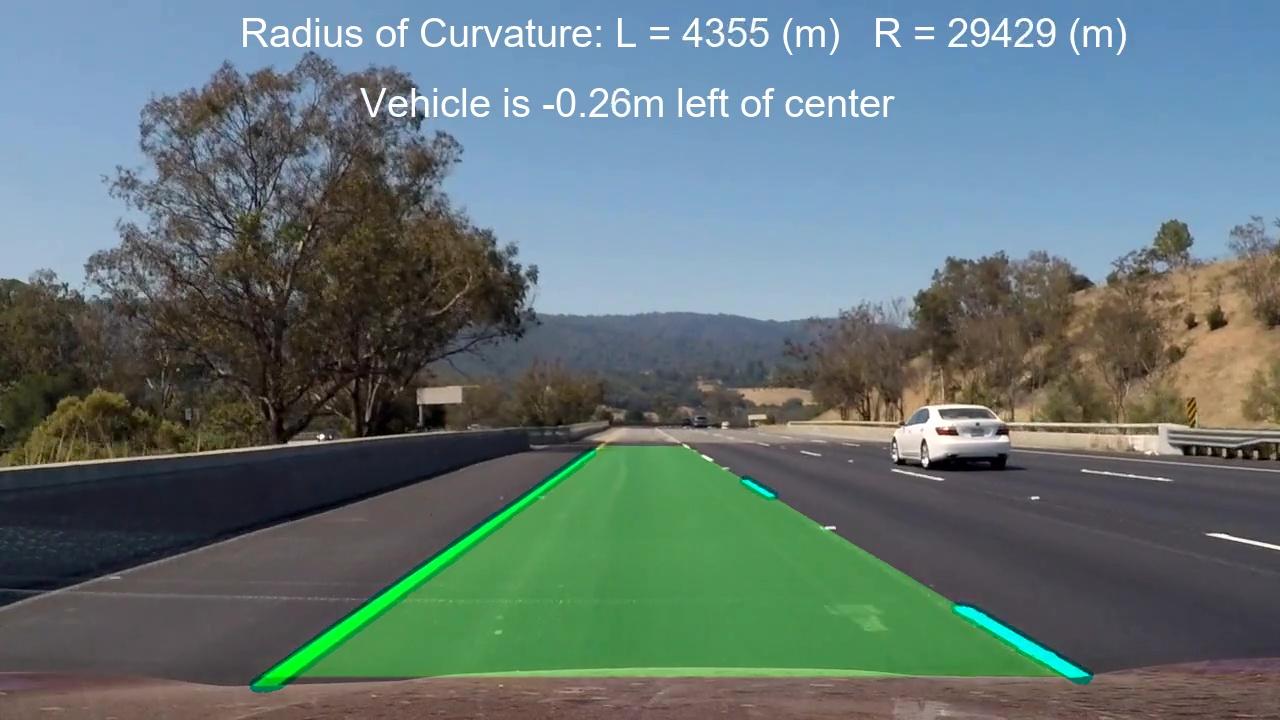 Radius of Curvature: L = 4355 (m)   R = 29429 (m)
Vehicle is -0.26m left of center